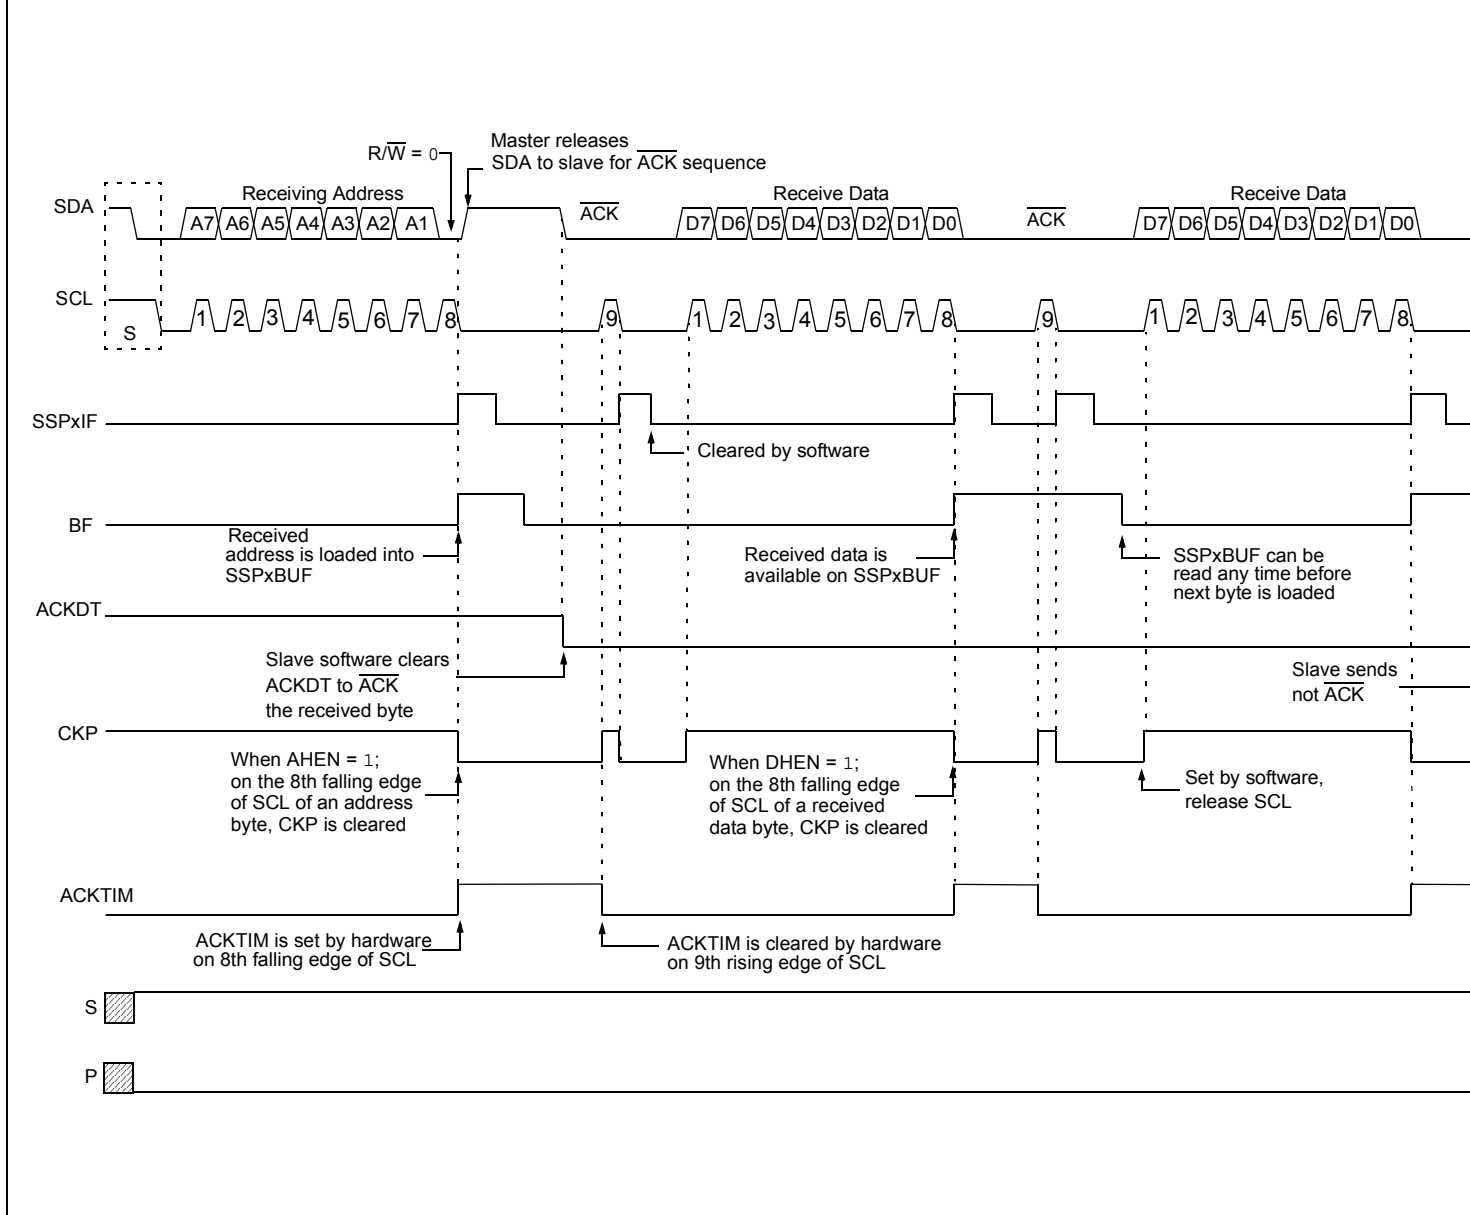 Master releases
SDA to slave for ACK sequence
R/W = 0
Receiving Address
Receive Data
Receive Data
SDA
A7 A6 A5 A4 A3 A2 A1
ACK
D7 D6 D5 D4 D3 D2 D1 D0
ACK
D7 D6 D5 D4 D3 D2 D1 D0
SCL
S
1 2 3 4 5 6 7 8 9 1 2 3 4 5 6 7 8 9 1 2 3 4 5 6 7 8
SSPxIF
Cleared by software
BF
Received
address is loaded into
SSPxBUF
Received data is
available on SSPxBUF
SSPxBUF can be
read any time before
next byte is loaded
ACKDT
Slave software clears
ACKDT to ACK
the received byte
Slave sends
not ACK
CKP
When AHEN = 1;
on the 8th falling edge
of SCL of an address
byte, CKP is cleared
When DHEN = 1;
on the 8th falling edge
of SCL of a received
data byte, CKP is cleared
Set by software,
release SCL
ACKTIM
ACKTIM is set by hardware
on 8th falling edge of SCL
ACKTIM is cleared by hardware
on 9th rising edge of SCL
S
P